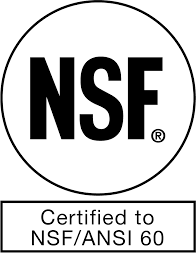 NSF®
Certified to
NSF/ANSI 60